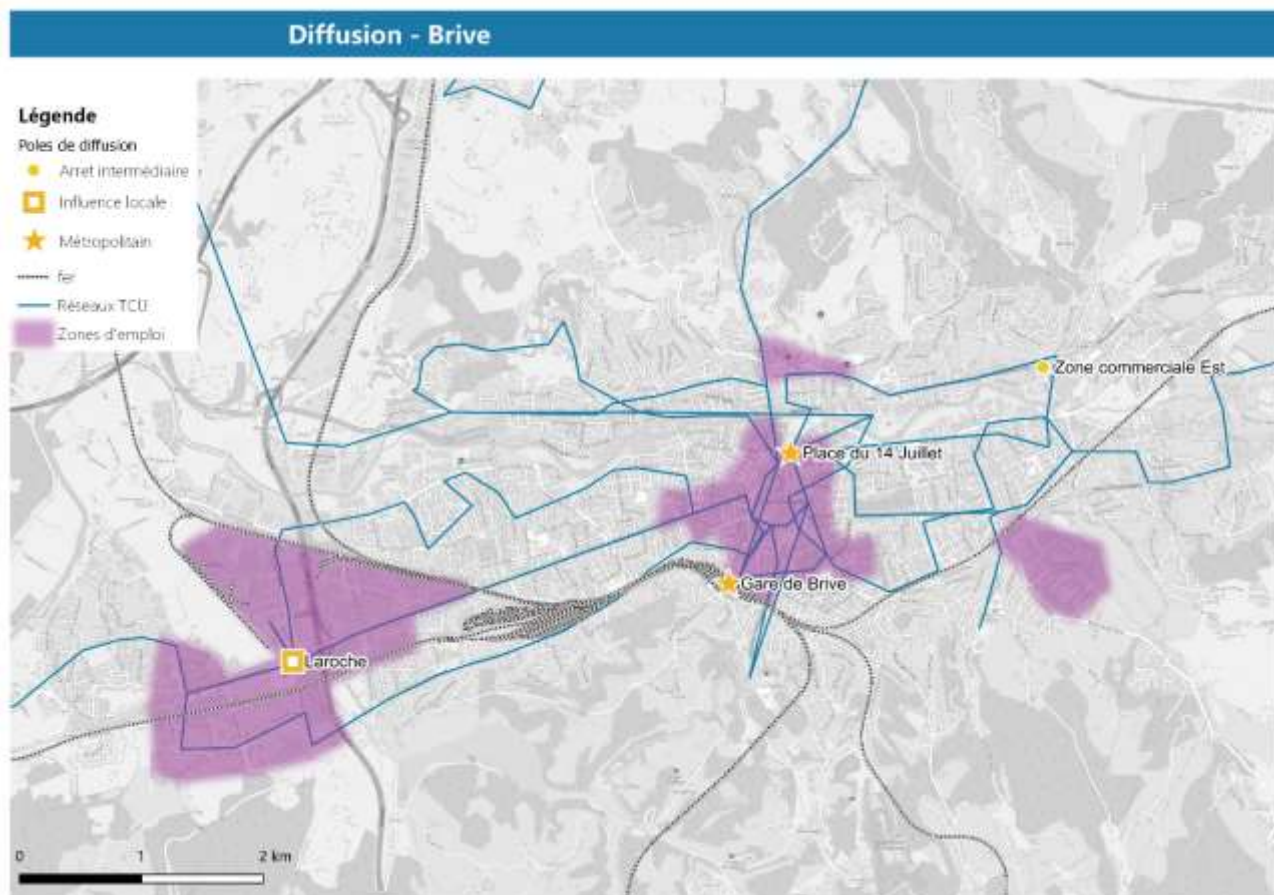 Diffusion - Brive
Légende
Poles de diffusion
Arret intermédiaire
Influence locale
Métropolitain
fer
Réseaux TCU
Zones d'emploi
Zone commerciale Est
Place du 14 Juillet
Gare de Brive
Laroche
0 1 2 km